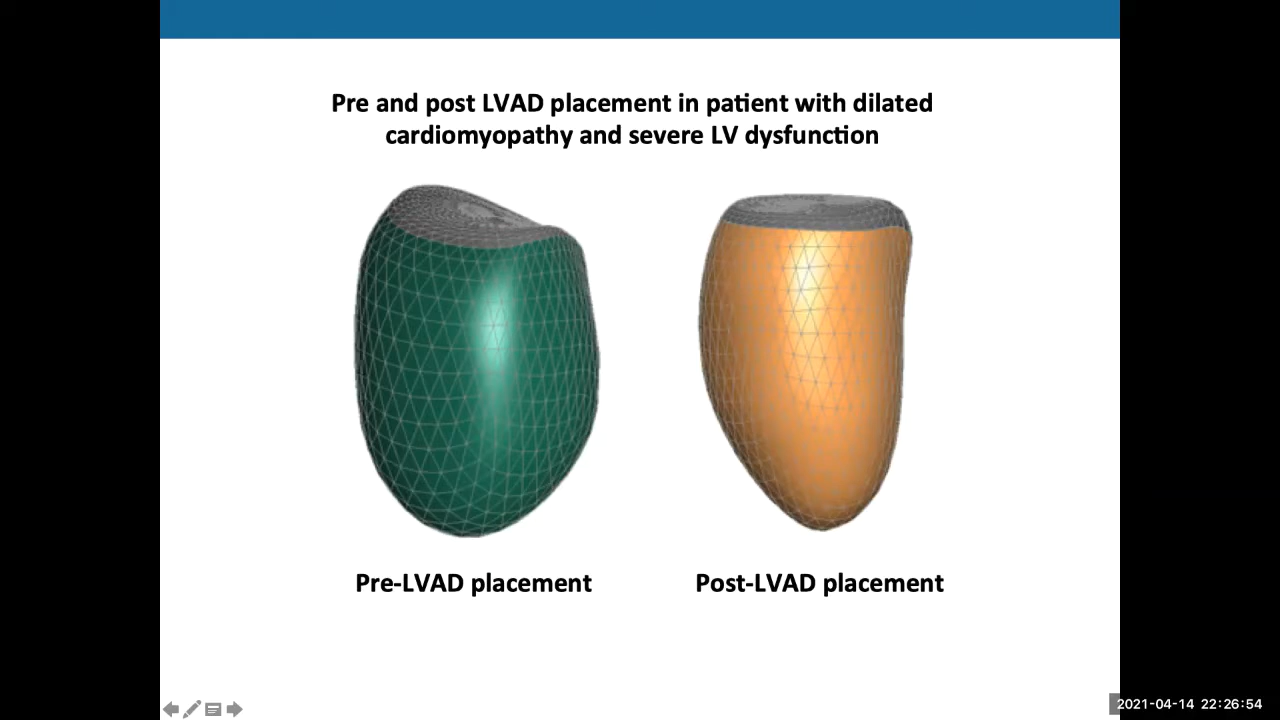 Pre and post LVAD placement in patient with dilated
cardiomyopathy and severe LV dysfunction
Pre-LVAD placement
Post-LVAD placement
2021-04-14 22:26:54